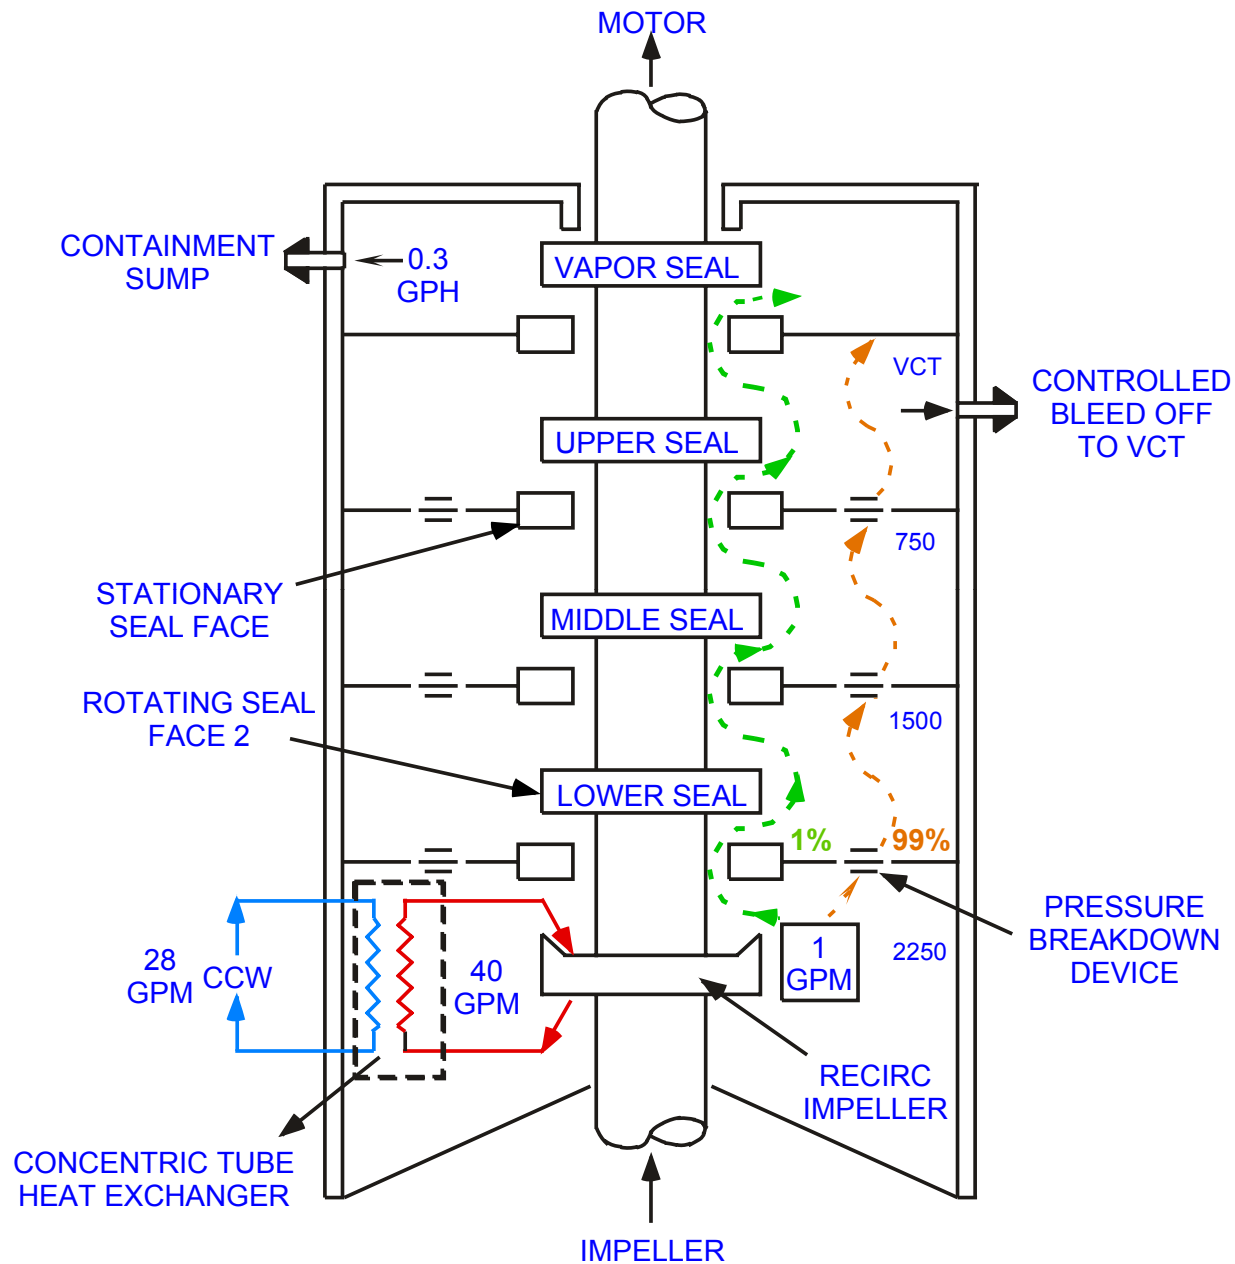 MOTOR
CONTAINMENT
SUMP
0.3
GPH
VAPOR SEAL
VCT
CONTROLLED
BLEED OFF
TO VCT
UPPER SEAL
750
STATIONARY
SEAL FACE
MIDDLE SEAL
ROTATING SEAL
FACE 2
1500
LOWER SEAL
1%
99%
PRESSURE
BREAKDOWN
DEVICE
28
GPM
CCW
40
GPM
1
GPM
2250
RECIRC
IMPELLER
CONCENTRIC TUBE
HEAT EXCHANGER
IMPELLER